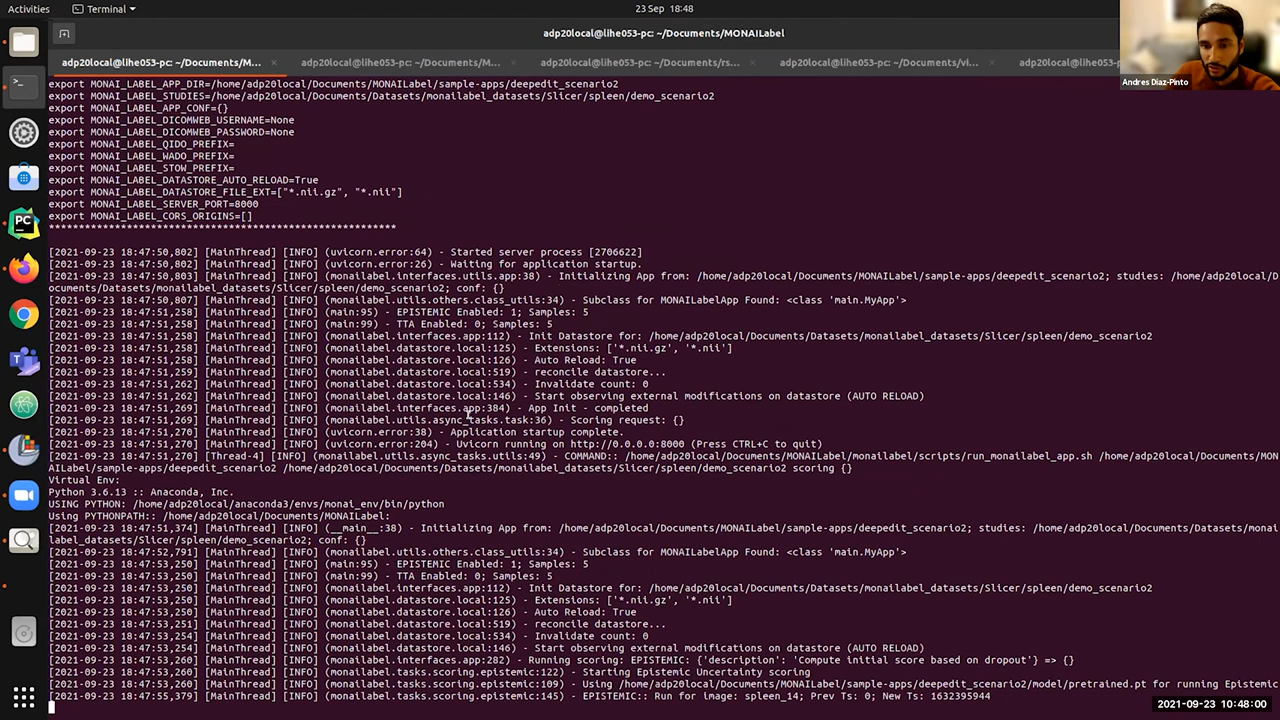 Activities
Terminal
23 Sep 18:48
adp20local@lihe053-pc: ~/Documents/MONAILabel
adp20local@lihe053-pc: ~/Documents/M...
adp20local@lihe053-pc: ~/Documents/M...
adp20local@lihe053-pc: ~/Documents/rs...
adp20local@lihe053-pc: ~/Documents/vi...
adp20local@lihe053-pc:
Andres Diaz-Pinto
export MONAI_LABEL_APP_DIR=/home/adp20local/Documents/MONAILabel/sample-apps/deepedit_scenario2
export MONAI_LABEL_STUDIES=/home/adp20local/Documents/Datasets/monailabel_datasets/Slicer/spleen/demo_scenario2
export MONAI_LABEL_APP_CONF={}
export MONAI_LABEL_DICOMWEB_USERNAME=None
export MONAI_LABEL_DICOMWEB_PASSWORD=None
export MONAI_LABEL_QIDO_PREFIX=
export MONAI_LABEL_WADO_PREFIX=
export MONAI_LABEL_STOW_PREFIX=
export MONAI_LABEL_DATASTORE_AUTO_RELOAD=True
export MONAI_LABEL_DATASTORE_FILE_EXT=["*.nii.gz", "*.nii"]
export MONAI_LABEL_SERVER_PORT=8000
export MONAI_LABEL_CORS_ORIGINS=[]
**********************************************************
[2021-09-23 18:47:50,802] [MainThread] [INFO] (uvicorn.error:64) - Started server process [2706622]
[2021-09-23 18:47:50,803] [MainThread] [INFO] (uvicorn.error:26) - Waiting for application startup.
[2021-09-23 18:47:50,803] [MainThread] [INFO] (monailabel.interfaces.utils.app:38) - Initializing App from: /home/adp20local/Documents/MONAILabel/sample-apps/deepedit_scenario2; studies: /home/adp20local/D
ocuments/Datasets/monailabel_datasets/Slicer/spleen/demo_scenario2; conf: {}
[2021-09-23 18:47:50,807] [MainThread] [INFO] (monailabel.utils.others.class_utils:34) - Subclass for MONAILabelApp Found: <class 'main.MyApp'>
[2021-09-23 18:47:51,258] [MainThread] [INFO] (main:95) - EPISTEMIC Enabled: 1; Samples: 5
[2021-09-23 18:47:51,258] [MainThread] [INFO] (main:99) - TTA Enabled: 0; Samples: 5
[2021-09-23 18:47:51,258] [MainThread] [INFO] (monailabel.interfaces.app:112) - Init Datastore for: /home/adp20local/Documents/Datasets/monailabel_datasets/Slicer/spleen/demo_scenario2
[2021-09-23 18:47:51,258] [MainThread] [INFO] (monailabel.datastore.local:125) - Extensions: ['*.nii.gz', '*.nii']
[2021-09-23 18:47:51,258] [MainThread] [INFO] (monailabel.datastore.local:126) - Auto Reload: True
[2021-09-23 18:47:51,259] [MainThread] [INFO] (monailabel.datastore.local:519) - reconcile datastore...
[2021-09-23 18:47:51,262] [MainThread] [INFO] (monailabel.datastore.local:534) - Invalidate count: 0
[2021-09-23 18:47:51,262] [MainThread] [INFO] (monailabel.datastore.local:146) - Start observing external modifications on datastore (AUTO RELOAD)
[2021-09-23 18:47:51,269] [MainThread] [INFO] (monailabel.interfaces.app:384) - App Init - completed
[2021-09-23 18:47:51,269] [MainThread] [INFO] (monailabel.utils.async_tasks.task:36) - Scoring request: {}
[2021-09-23 18:47:51,270] [MainThread] [INFO] (uvicorn.error:38) - Application startup complete.
[2021-09-23 18:47:51,270] [MainThread] [INFO] (uvicorn.error:204) - Uvicorn running on http://0.0.0.0:8000 (Press CTRL+C to quit)
[2021-09-23 18:47:51,270] [Thread-4] [INFO] (monailabel.utils.async_tasks.utils:49) - COMMAND:: /home/adp20local/Documents/MONAILabel/monailabel/scripts/run_monailabel_app.sh /home/adp20local/Documents/MON
AILabel/sample-apps/deepedit_scenario2 /home/adp20local/Documents/Datasets/monailabel_datasets/Slicer/spleen/demo_scenario2 scoring {}
Virtual Env:
Python 3.6.13 :: Anaconda, Inc.
USING PYTHON: /home/adp20local/anaconda3/envs/monai_env/bin/python
Using PYTHONPATH:: /home/adp20local/Documents/MONAILabel:
[2021-09-23 18:47:51,374] [MainThread] [INFO] (__main__:38) - Initializing App from: /home/adp20local/Documents/MONAILabel/sample-apps/deepedit_scenario2; studies: /home/adp20local/Documents/Datasets/monai
label_datasets/Slicer/spleen/demo_scenario2; conf: {}
[2021-09-23 18:47:52,791] [MainThread] [INFO] (monailabel.utils.others.class_utils:34) - Subclass for MONAILabelApp Found: <class 'main.MyApp'>
[2021-09-23 18:47:53,250] [MainThread] [INFO] (main:95) - EPISTEMIC Enabled: 1; Samples: 5
[2021-09-23 18:47:53,250] [MainThread] [INFO] (main:99) - TTA Enabled: 0; Samples: 5
[2021-09-23 18:47:53,250] [MainThread] [INFO] (monailabel.interfaces.app:112) - Init Datastore for: /home/adp20local/Documents/Datasets/monailabel_datasets/Slicer/spleen/demo_scenario2
[2021-09-23 18:47:53,250] [MainThread] [INFO] (monailabel.datastore.local:125) - Extensions: ['*.nii.gz', '*.nii']
[2021-09-23 18:47:53,250] [MainThread] [INFO] (monailabel.datastore.local:126) - Auto Reload: True
[2021-09-23 18:47:53,251] [MainThread] [INFO] (monailabel.datastore.local:519) - reconcile datastore...
[2021-09-23 18:47:53,254] [MainThread] [INFO] (monailabel.datastore.local:534) - Invalidate count: 0
[2021-09-23 18:47:53,254] [MainThread] [INFO] (monailabel.datastore.local:146) - Start observing external modifications on datastore (AUTO RELOAD)
[2021-09-23 18:47:53,260] [MainThread] [INFO] (monailabel.interfaces.app:282) - Running scoring: EPISTEMIC: {'description': 'Compute initial score based on dropout'} => {}
[2021-09-23 18:47:53,260] [MainThread] [INFO] (monailabel.tasks.scoring.epistemic:122) - Starting Epistemic Uncertainty scoring
[2021-09-23 18:47:53,269] [MainThread] [INFO] (monailabel.tasks.scoring.epistemic:109) - Using /home/adp20local/Documents/MONAILabel/sample-apps/deepedit_scenario2/model/pretrained.pt for running Epistemic
[2021-09-23 18:47:55,379] [MainThread] [INFO] (monailabel.tasks.scoring.epistemic:145) - EPISTEMIC:: Run for image: spleen_14; Prev Ts: 0; New Ts: 1632395944
PC
2021-09-23 10:48:00